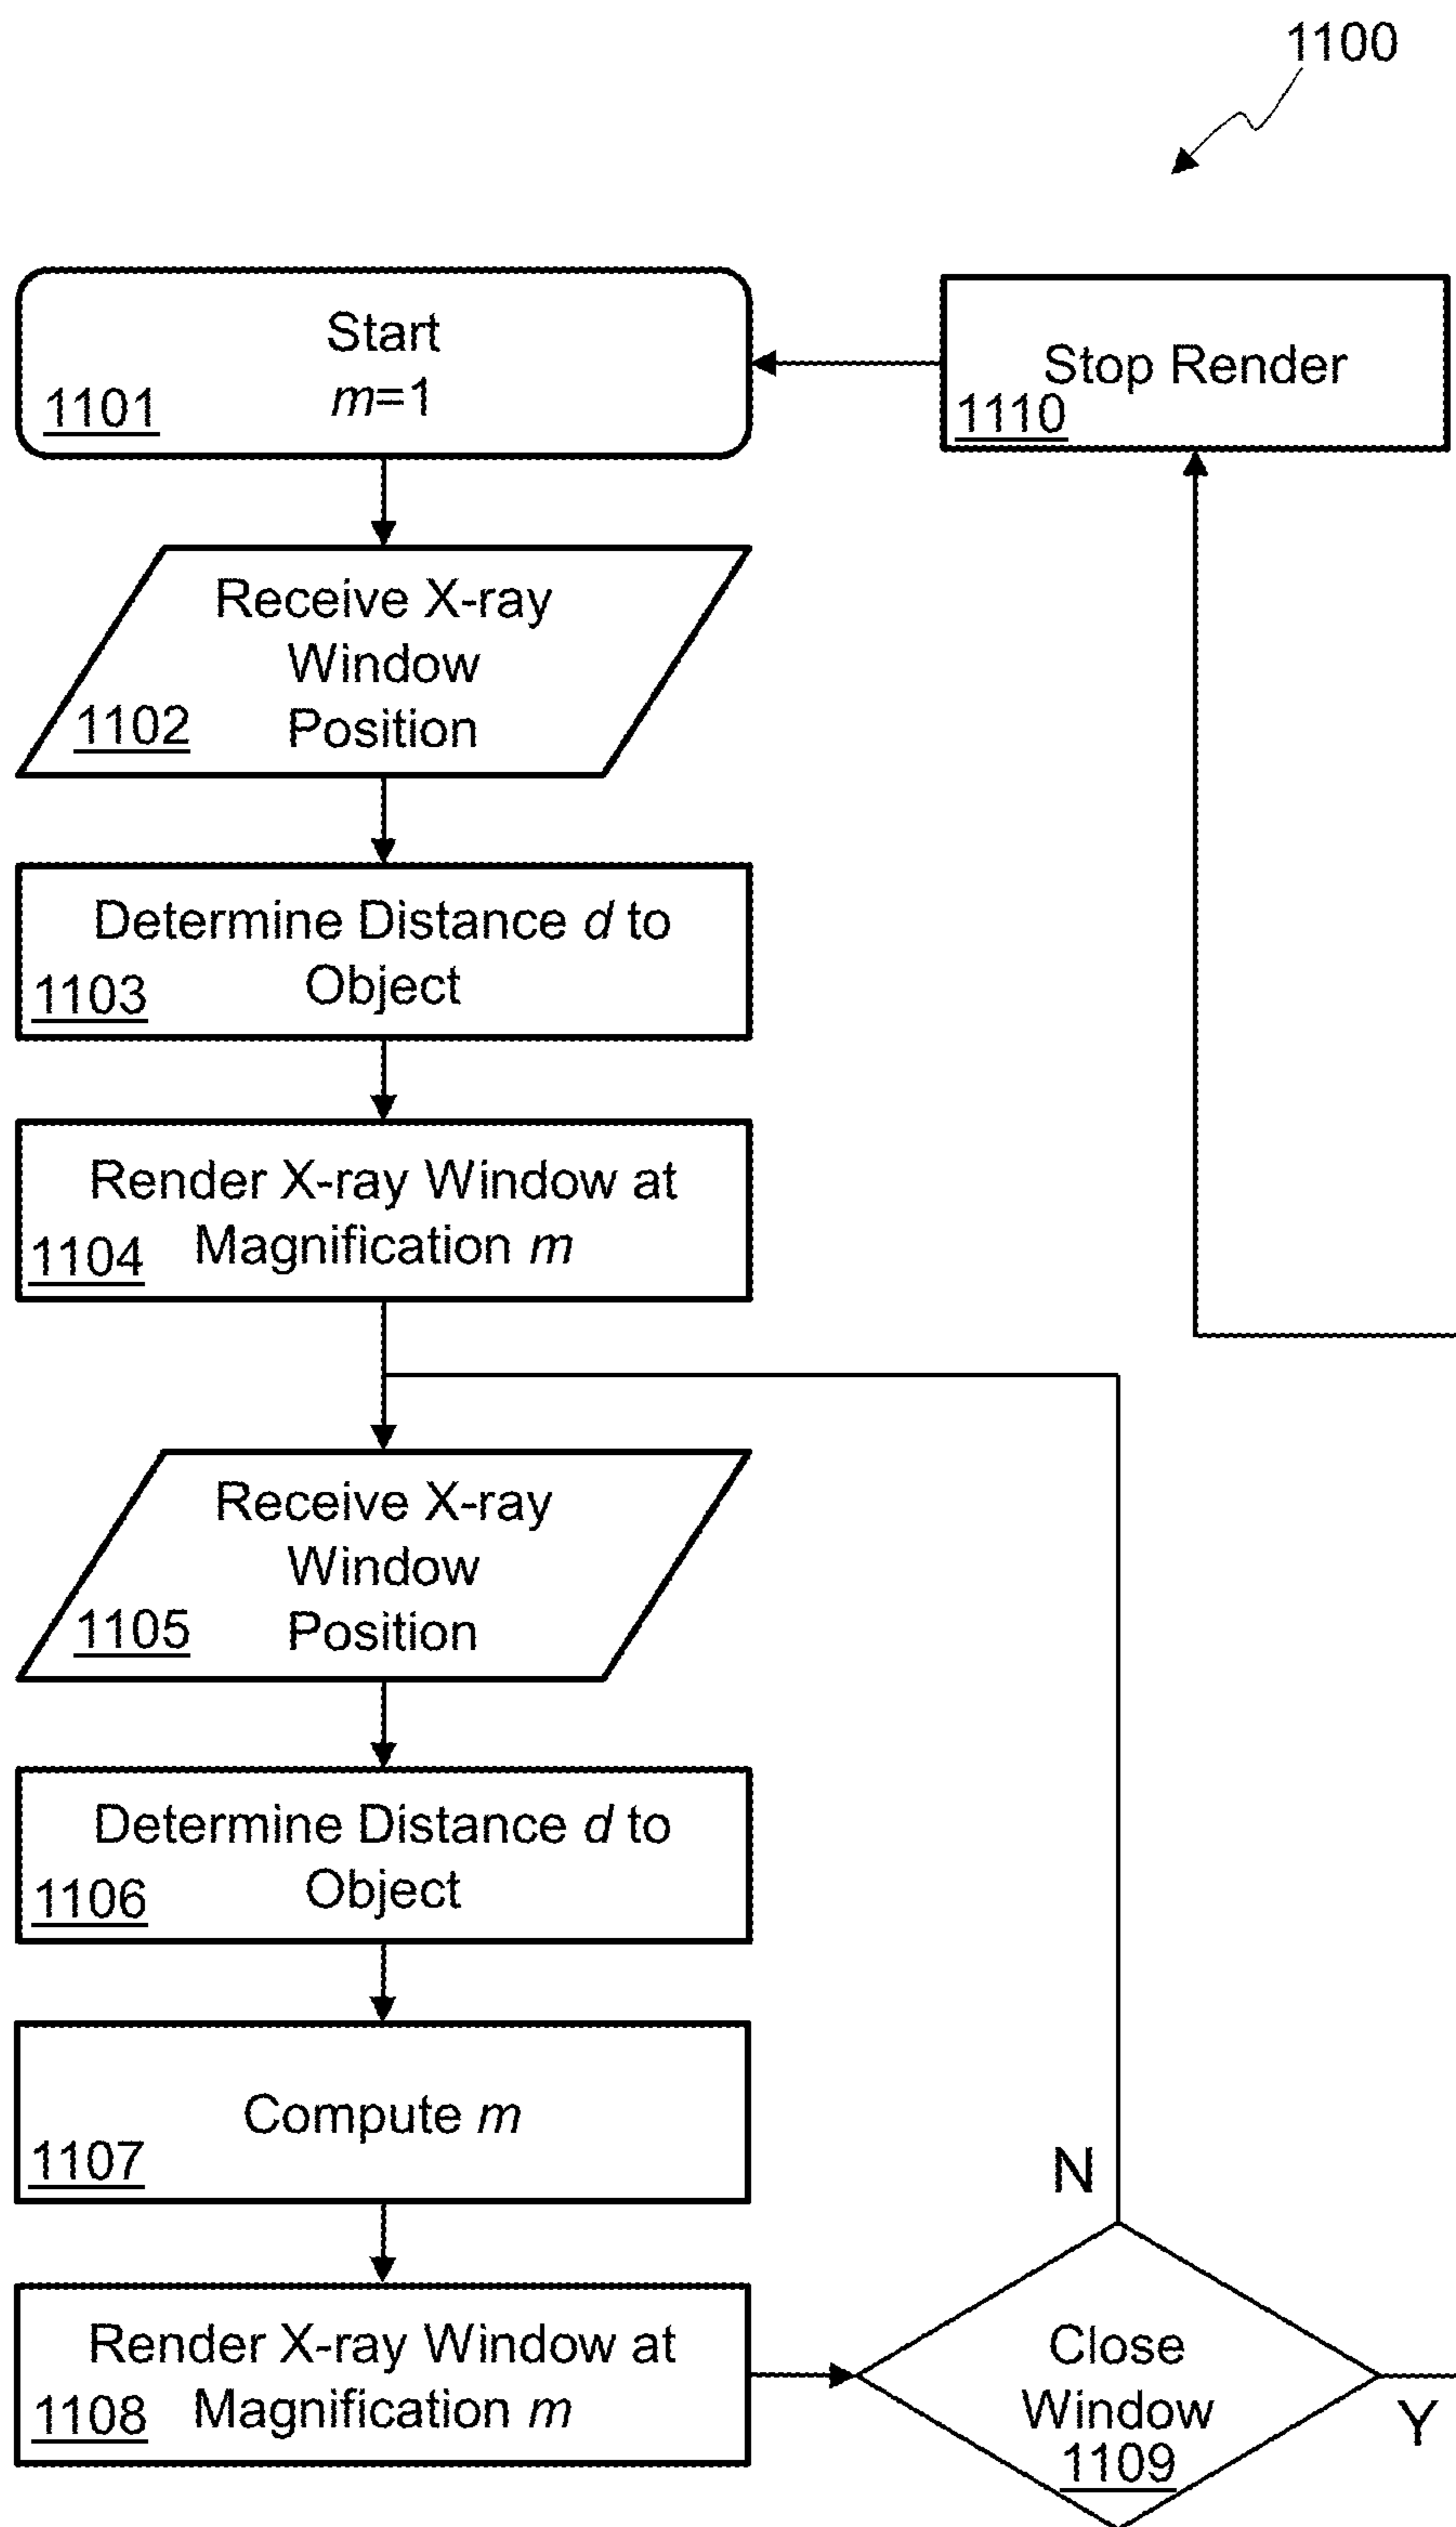 1100
Start
m=1
1101
Stop Render
1110
Receive X-ray
Window
Position
1102
Determine Distance d to
Object
1103
Render X-ray Window at
Magnification m
1104
Receive X-ray
Window
Position
1105
Determine Distance d to
Object
1106
Compute m
1107
Render X-ray Window at
Magnification m
1108
N
Close
Window
1109
Y